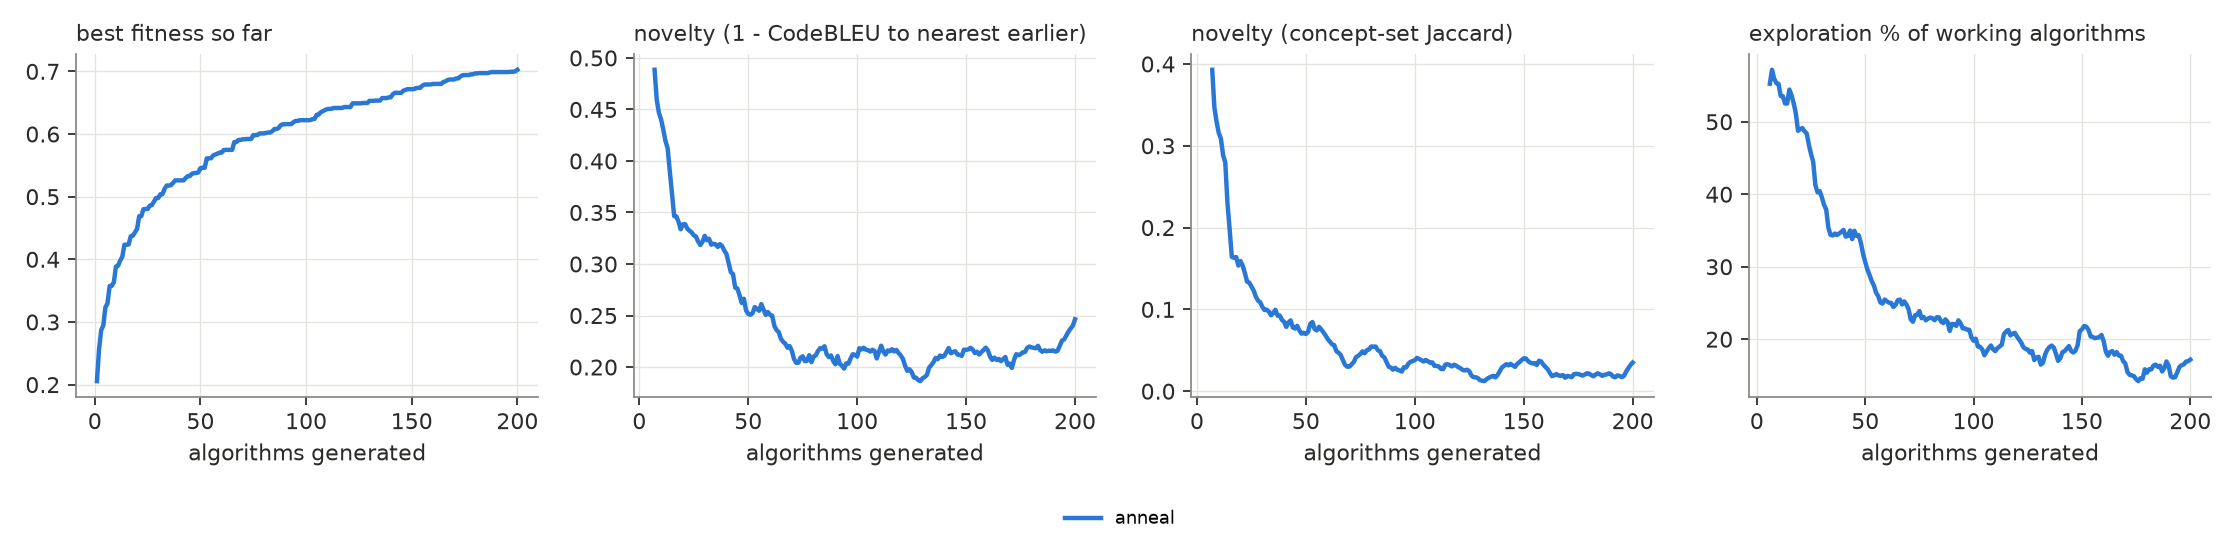 best fitness so far
0.7
0.6
0.5
0.4
0.3
0.2
0 50 100 150 200
algorithms generated
novelty (1 - CodeBLEU to nearest earlier)
0.50
0.45
0.40
0.35
0.30
0.25
0.20
0 50 100 150 200
algorithms generated
novelty (concept-set Jaccard)
0.4
0.3
0.2
0.1
0.0
0 50 100 150 200
algorithms generated
exploration % of working algorithms
50
40
30
20
0 50 100 150 200
algorithms generated
anneal